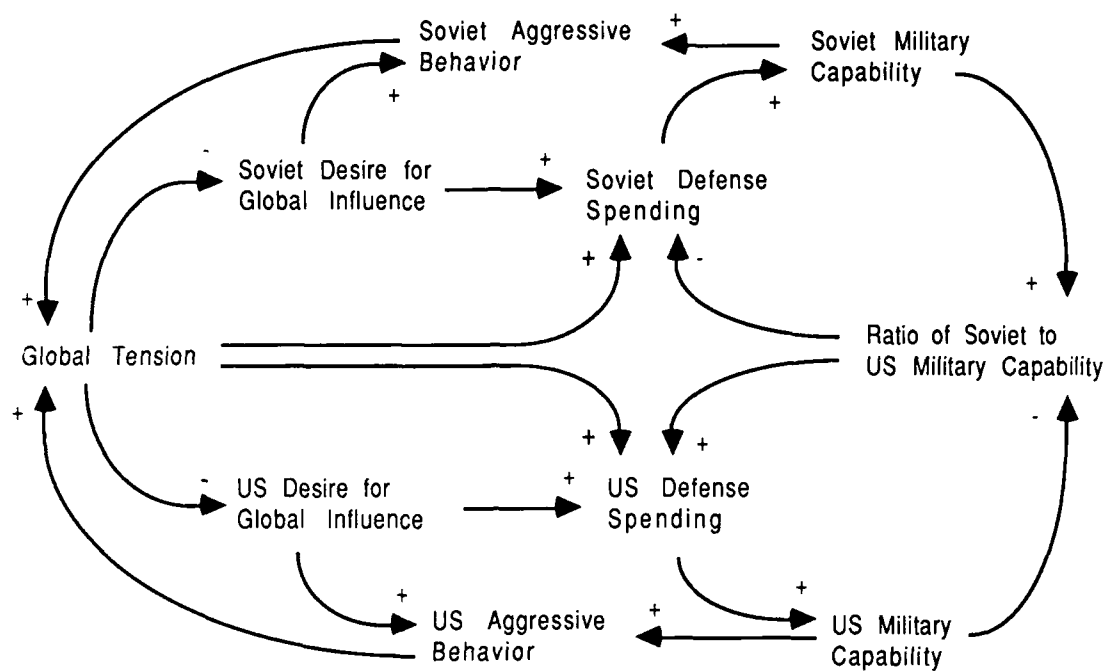 +
+
Soviet Aggressive
Behavior
Soviet Military
Capability
+
+
-
+
Soviet Desire for
Global Influence
Soviet Defense
Spending
+
-
+
+
Global Tension
Ratio of Soviet to
US Military Capability
+
-
+
+
-
+
US Desire for
Global Influence
US Defense
Spending
+
+
+
US Aggressive
Behavior
US Military
Capability